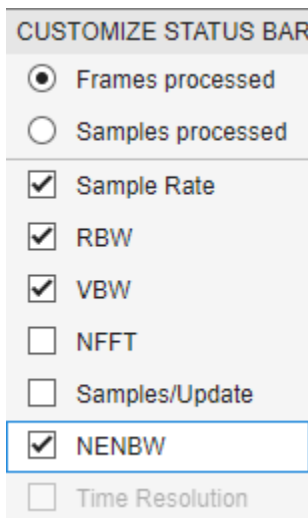 CUSTOMIZE STATUS BAR
Frames processed
Samples processed
Sample Rate
RBW
VBW
NFFT
Samples/Update
NENBW
Time Resolution